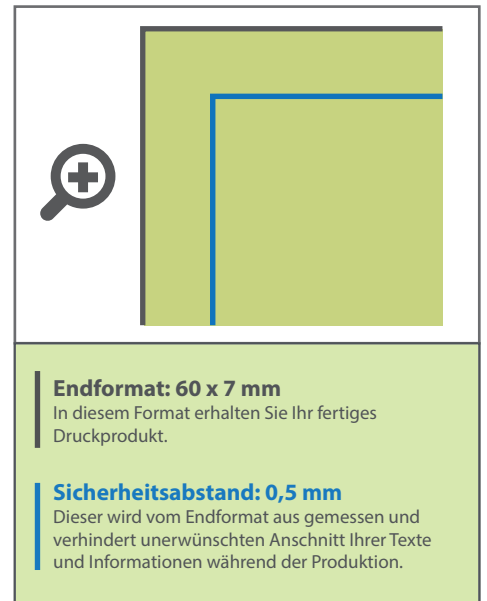 Endformat: 60 x 7 mm
In diesem Format erhalten Sie Ihr fertiges
Druckprodukt.
Sicherheitsabstand: 0,5 mm
Dieser wird vom Endformat aus gemessen und
verhindert unerwünschten Anschnitt Ihrer Texte
und Informationen während der Produktion.